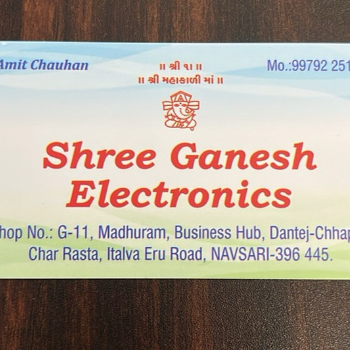 Amit Chauhan
॥ શ્રી ૧ા ॥
Mo.:99792 251
॥ શ્રી મહાકાળી માં ॥
Shree Ganesh
Electronics
hop No.: G-11, Madhuram, Business Hub, Dantej-Chhap
Char Rasta, Italva Eru Road, NAVSARI-396 445.